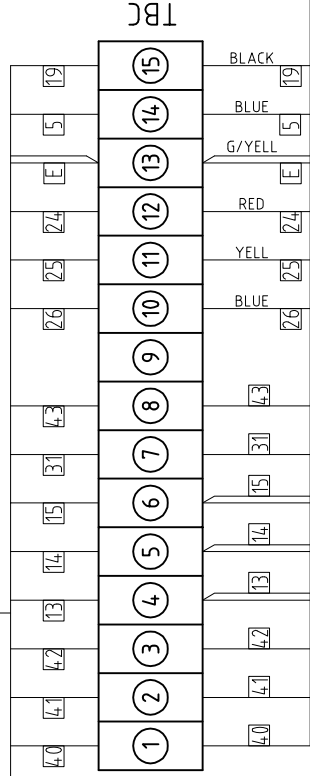 TBC
19 15 BLACK 19
5 14 BLUE 5
E 13 G/YELL E
24 12 RED 24
25 11 YELL 25
26 10 BLUE 26
9
43 8 43
31 7 31
15 6 15
14 5 14
13 4 13
42 3 42
41 2 41
40 1 40